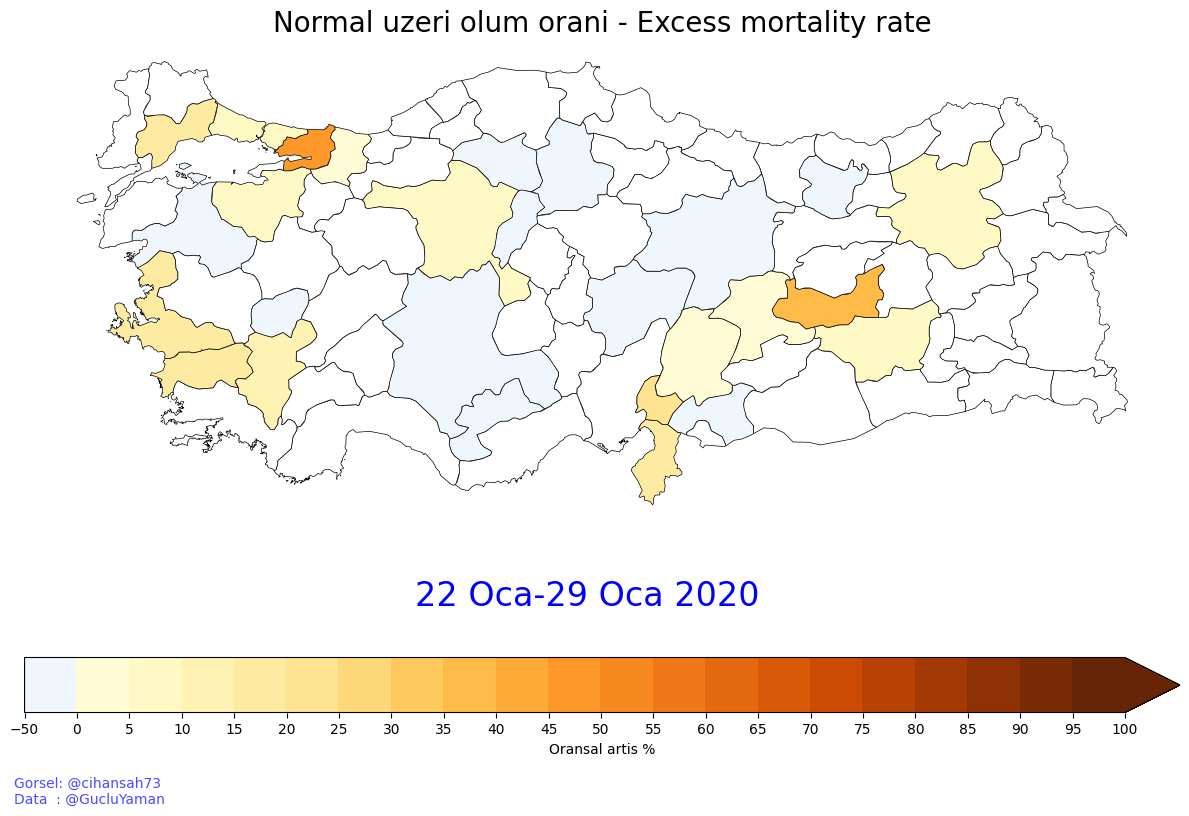 Normal uzeri olum orani - Excess mortality rate
22 Oca-29 Oca 2020
−50 0 5 10 15 20 25 30 35 40 45 50 55 60 65 70 75 80 85 90 95 100
Oransal artis %
Gorsel: @cihansah73
Data  : @GucluYaman